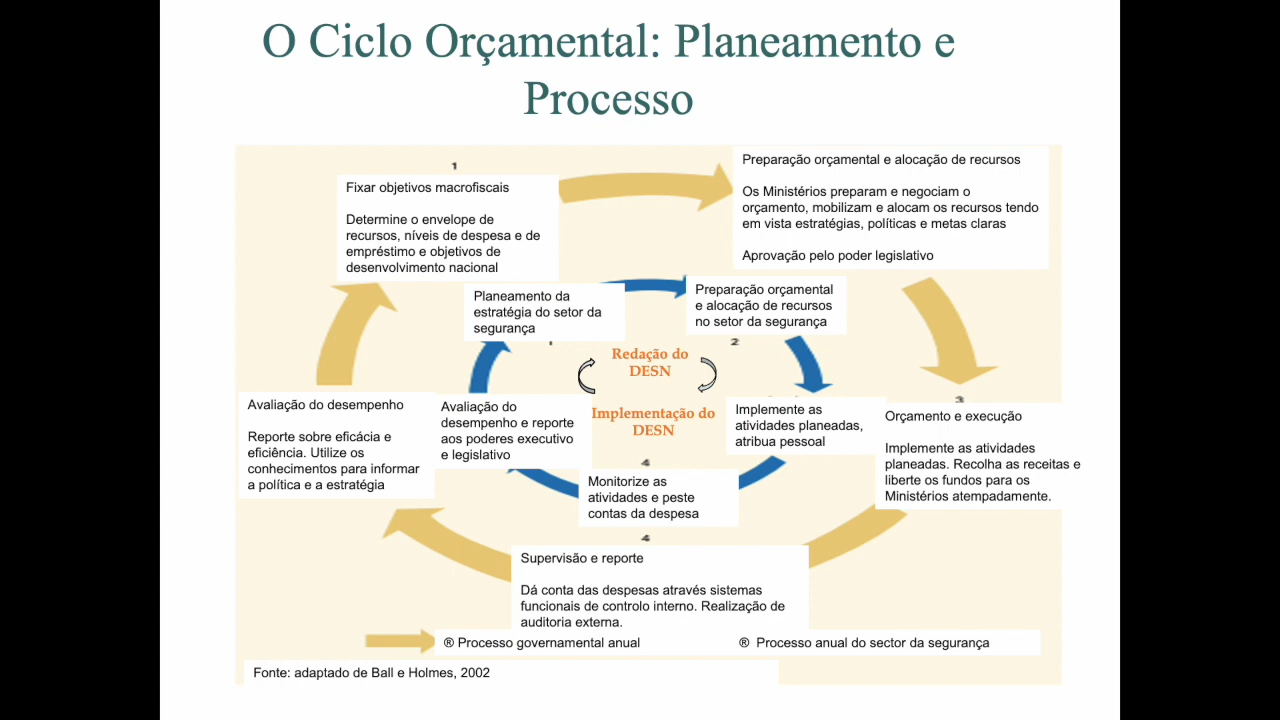 O Ciclo Orçamental: Planeamento e
Processo
1
Fixar objetivos macrofiscais
Determine o envelope de
recursos, níveis de despesa e de
empréstimo e objetivos de
desenvolvimento nacional
Preparação orçamental e alocação de recursos
Os Ministérios preparam e negociam o
orçamento, mobilizam e alocam os recursos tendo
em vista estratégias, políticas e metas claras
Aprovação pelo poder legislativo
Planeamento da
estratégia do setor da
segurança
Preparação orçamental
e alocação de recursos
no setor da segurança
2
Redação do
DESN
Implementação do
DESN
Avaliação do desempenho
Reporte sobre eficácia e
eficiência. Utilize os
conhecimentos para informar
a política e a estratégia
Avaliação do
desempenho e reporte
aos poderes executivo
e legislativo
Implemente as
atividades planeadas,
atribua pessoal
3
Orçamento e execução
Implemente as atividades
planeadas. Recolha as receitas e
liberte os fundos para os
Ministérios atempadamente.
4
Monitorize as
atividades e peste
contas da despesa
4
Supervisão e reporte
Dá conta das despesas através sistemas
funcionais de controlo interno. Realização de
auditoria externa.
® Processo governamental anual
® Processo anual do sector da segurança
Fonte: adaptado de Ball e Holmes, 2002